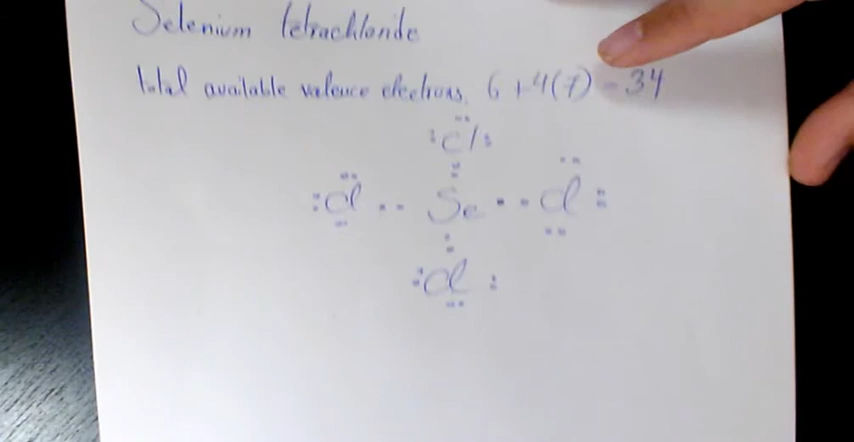 Selenium tetrachloride
total available valence electrons, 6 + 4(7) = 34
:Cl:
:Cl -- Se -- Cl:
:Cl: